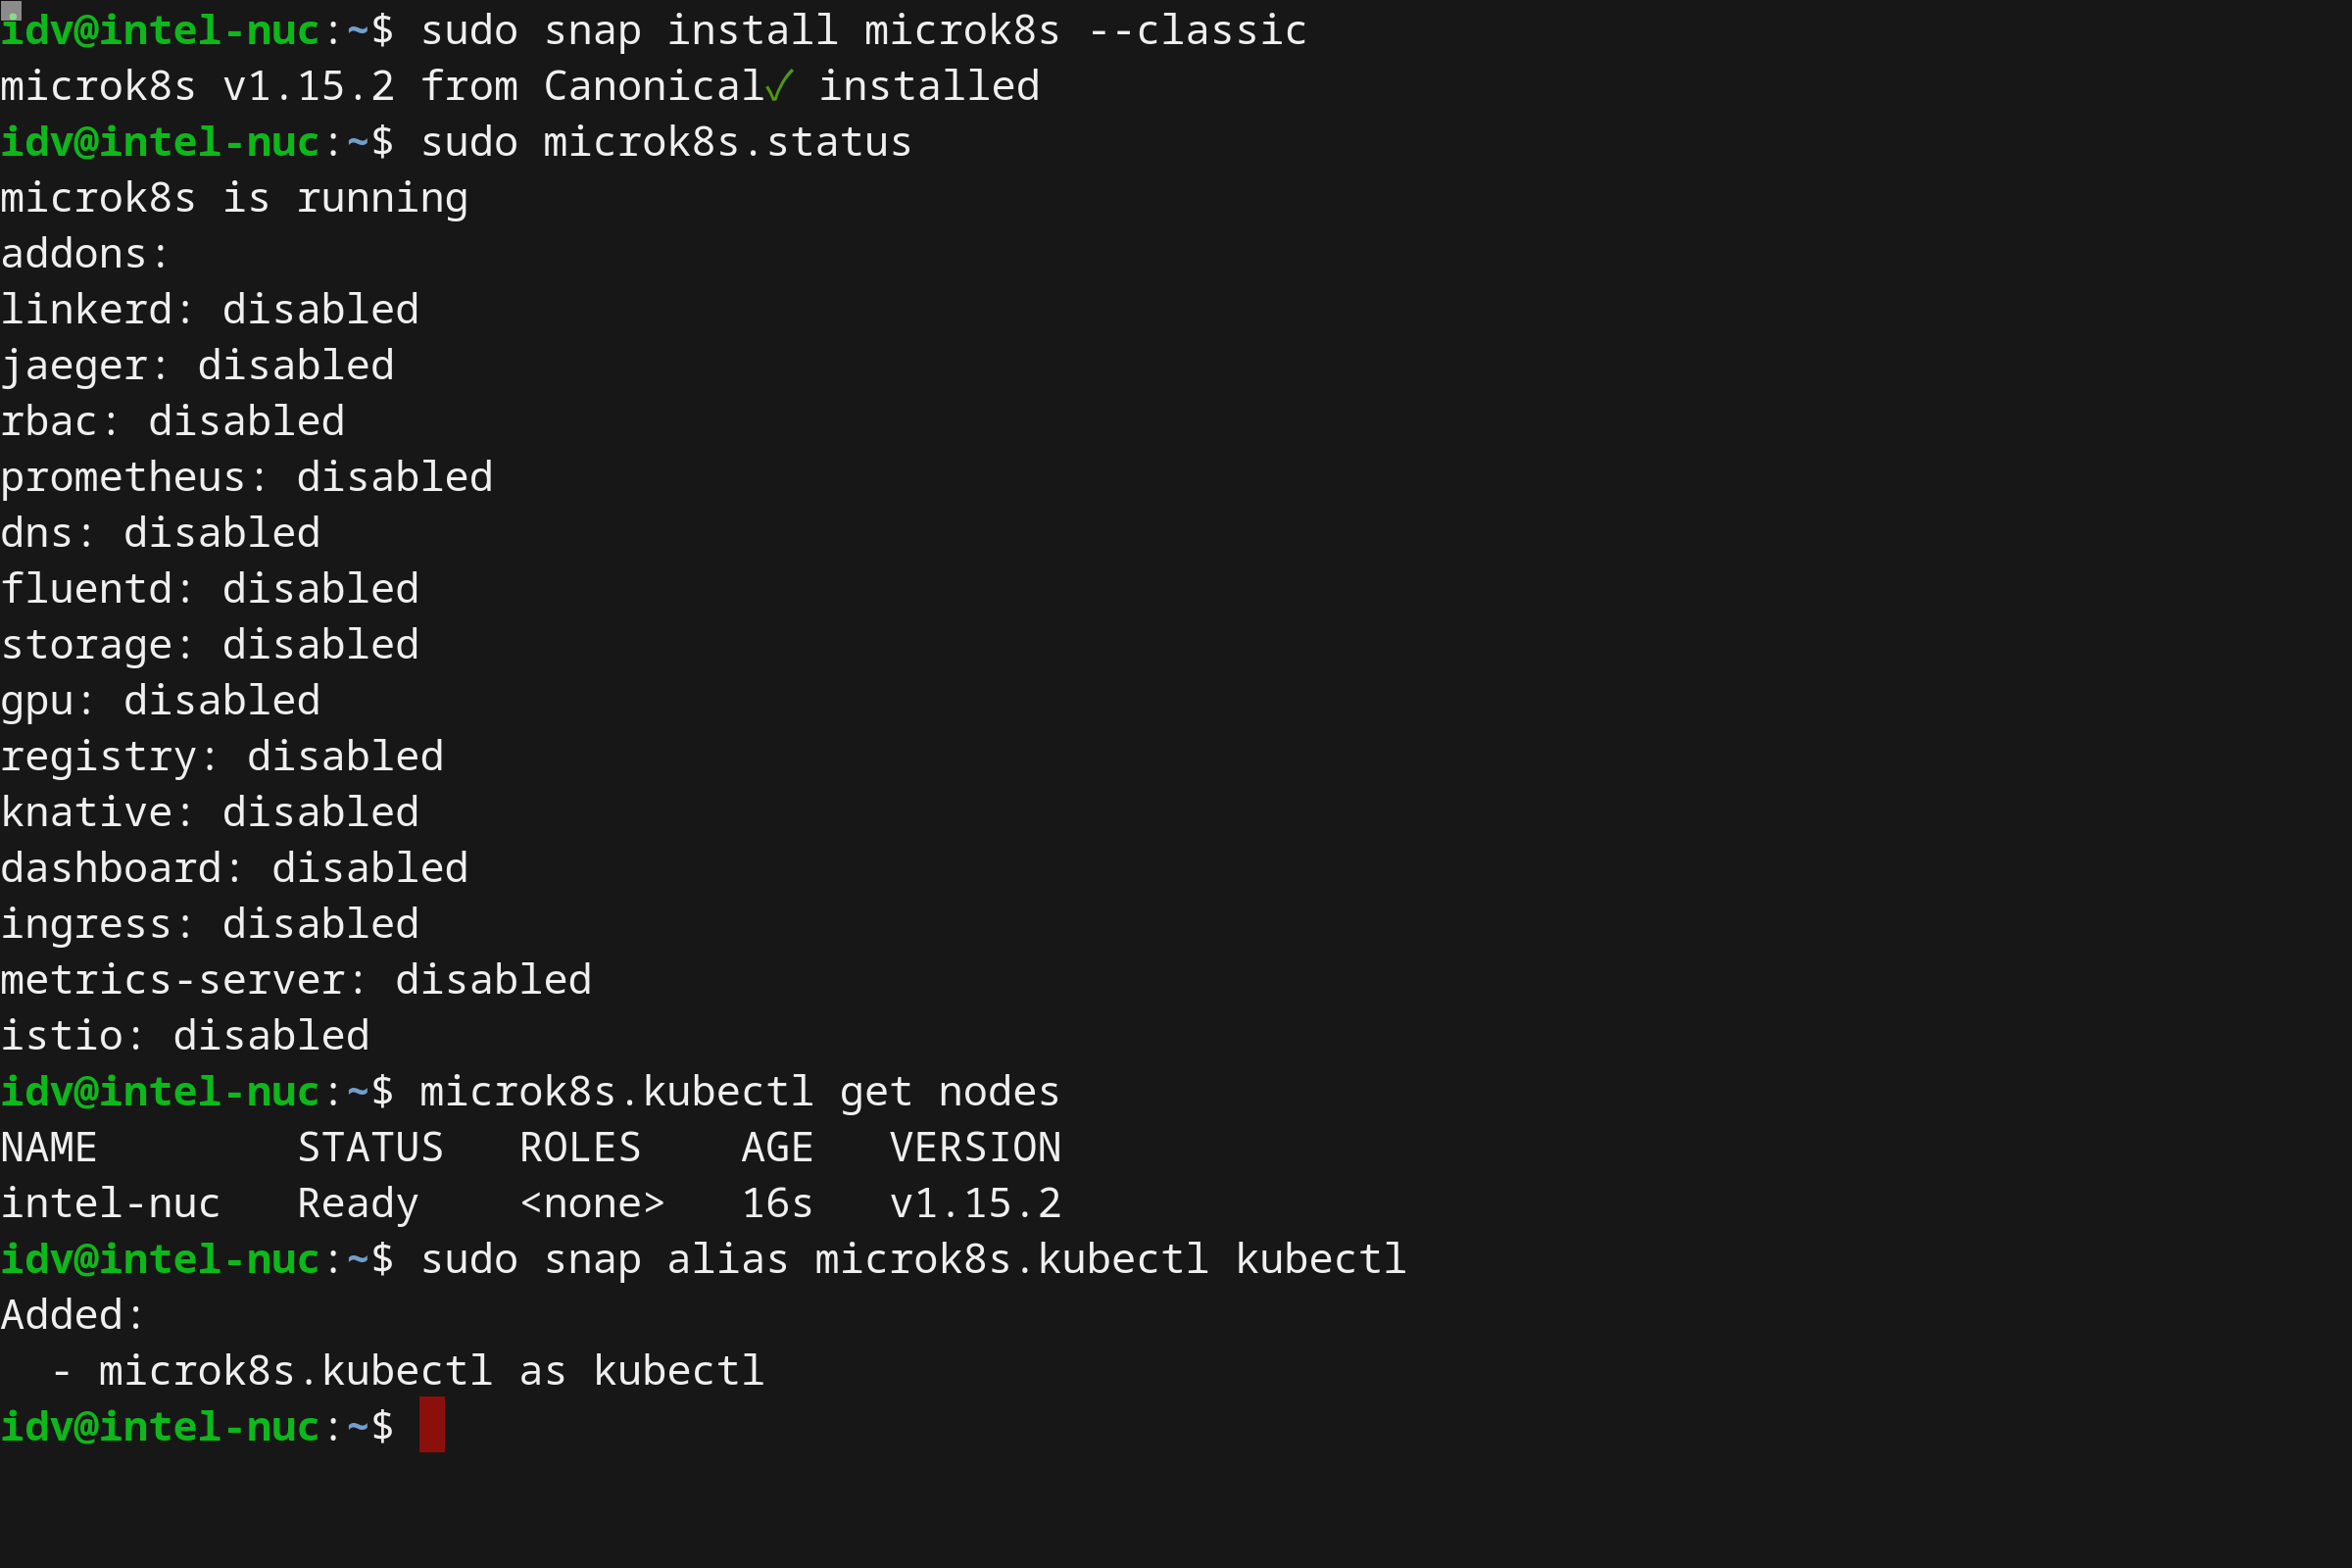 idv@intel-nuc:~$ sudo snap install microk8s --classic
microk8s v1.15.2 from Canonical✓ installed
idv@intel-nuc:~$ sudo microk8s.status
microk8s is running
addons:
linkerd: disabled
jaeger: disabled
rbac: disabled
prometheus: disabled
dns: disabled
fluentd: disabled
storage: disabled
gpu: disabled
registry: disabled
knative: disabled
dashboard: disabled
ingress: disabled
metrics-server: disabled
istio: disabled
idv@intel-nuc:~$ microk8s.kubectl get nodes
NAME        STATUS   ROLES    AGE   VERSION
intel-nuc   Ready    <none>   16s   v1.15.2
idv@intel-nuc:~$ sudo snap alias microk8s.kubectl kubectl
Added:
  - microk8s.kubectl as kubectl
idv@intel-nuc:~$